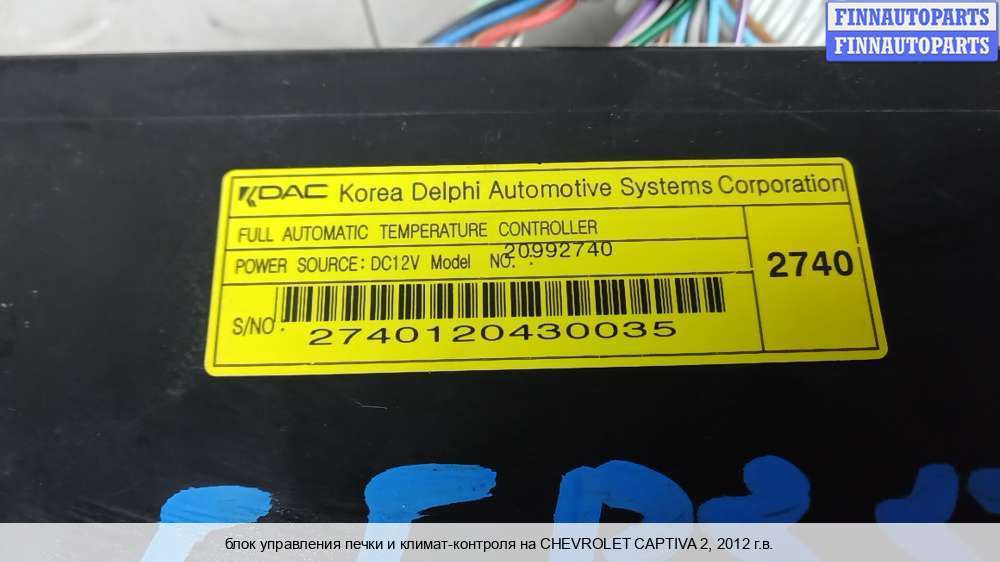 FINNAUTOPARTS
FINNAUTOPARTS
KDAC Korea Delphi Automotive Systems Corporation
FULL AUTOMATIC TEMPERATURE CONTROLLER
POWER SOURCE: DC12V Model NO. : 20992740
2740
S/NO :
2740120430035
блок управления печки и климат-контроля на CHEVROLET CAPTIVA 2, 2012 г.в.